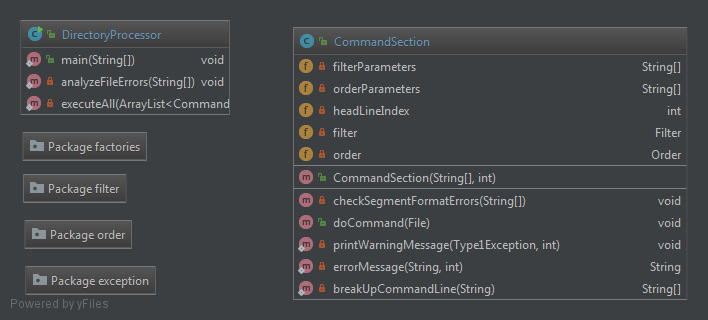 DirectoryProcessor
main(String[]) void
analyzeFileErrors(String[]) void
executeAll(ArrayList<Command
Package factories
Package filter
Package order
Package exception
Powered by yFiles
CommandSection
filterParameters String[]
orderParameters String[]
headLineIndex int
filter Filter
order Order
CommandSection(String[], int)
checkSegmentFormatErrors(String[]) void
doCommand(File) void
printWarningMessage(Type1Exception, int) void
errorMessage(String, int) String
breakUpCommandLine(String) String[]